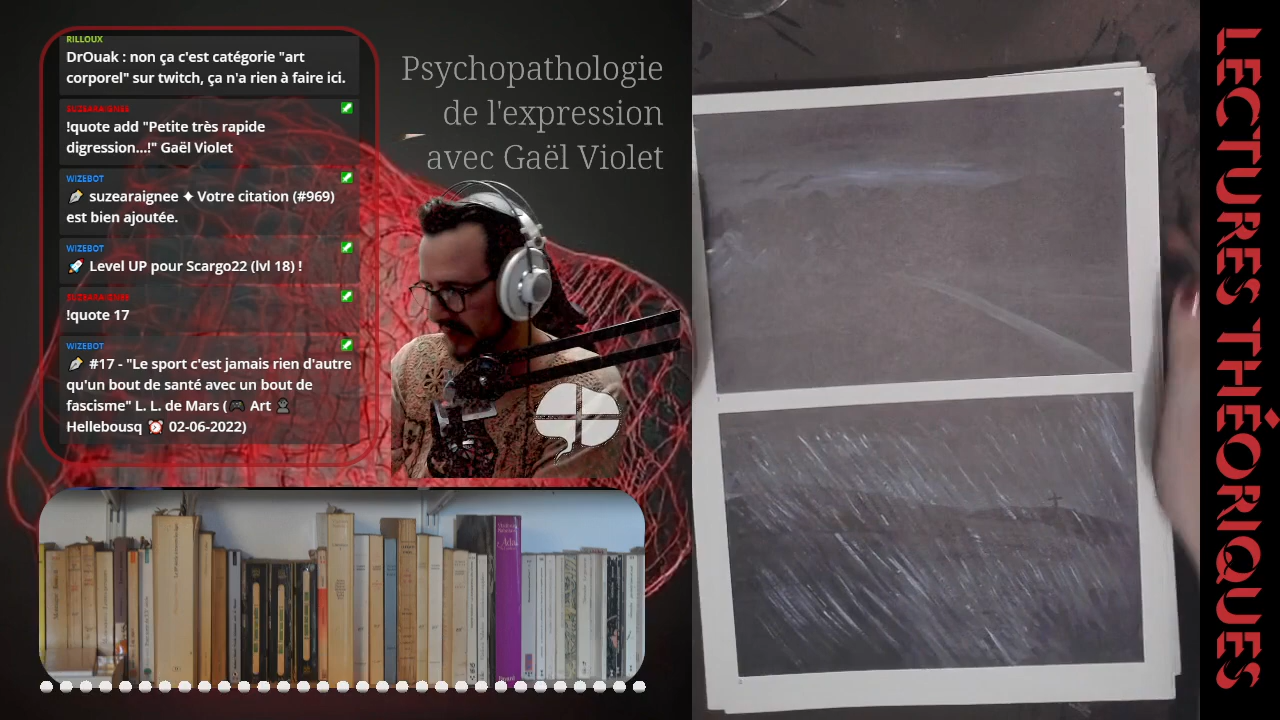 RILLOUX
DrOuak : non ça c'est catégorie "art
corporel" sur twitch, ça n'a rien à faire ici.
SUZEARAIGNEE
!quote add "Petite très rapide
digression...!" Gaël Violet
WIZEBOT
suzearaignee ✦ Votre citation (#969)
est bien ajoutée.
WIZEBOT
Level UP pour Scargo22 (lvl 18) !
SUZEARAIGNEE
!quote 17
WIZEBOT
#17 - "Le sport c'est jamais rien d'autre
qu'un bout de santé avec un bout de
fascisme" L. L. de Mars ( Art
Hellebousq 02-06-2022)
Psychopathologie
de l'expression
avec Gaël Violet
LECTURES THÉORIQUES